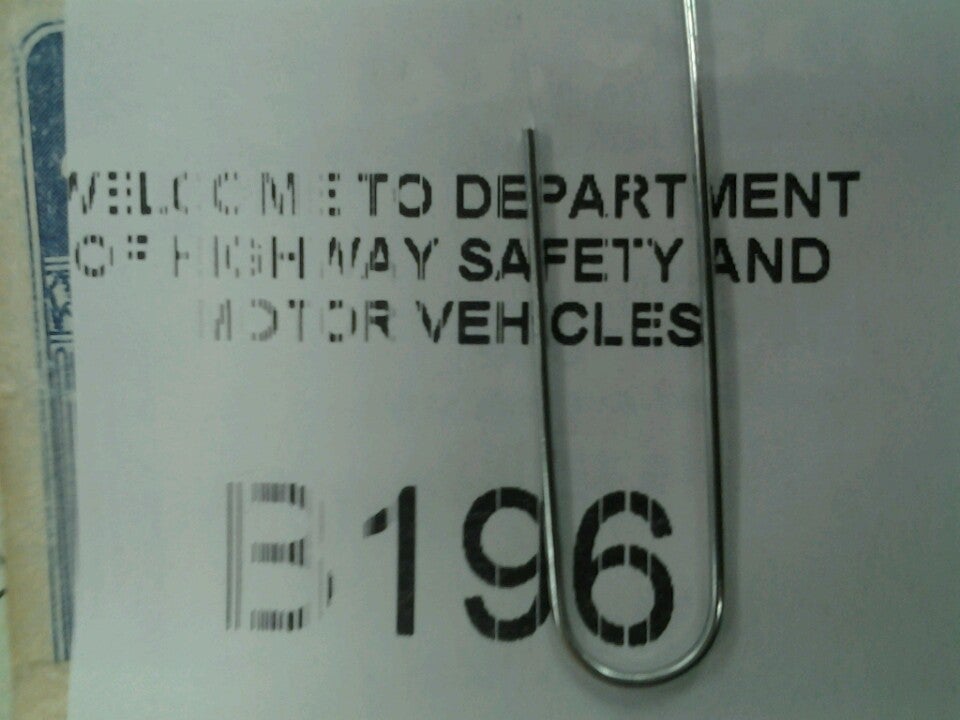 WELCOME TO DEPARTMENT
OF HIGHWAY SAFETY AND
MOTOR VEHICLES
B196